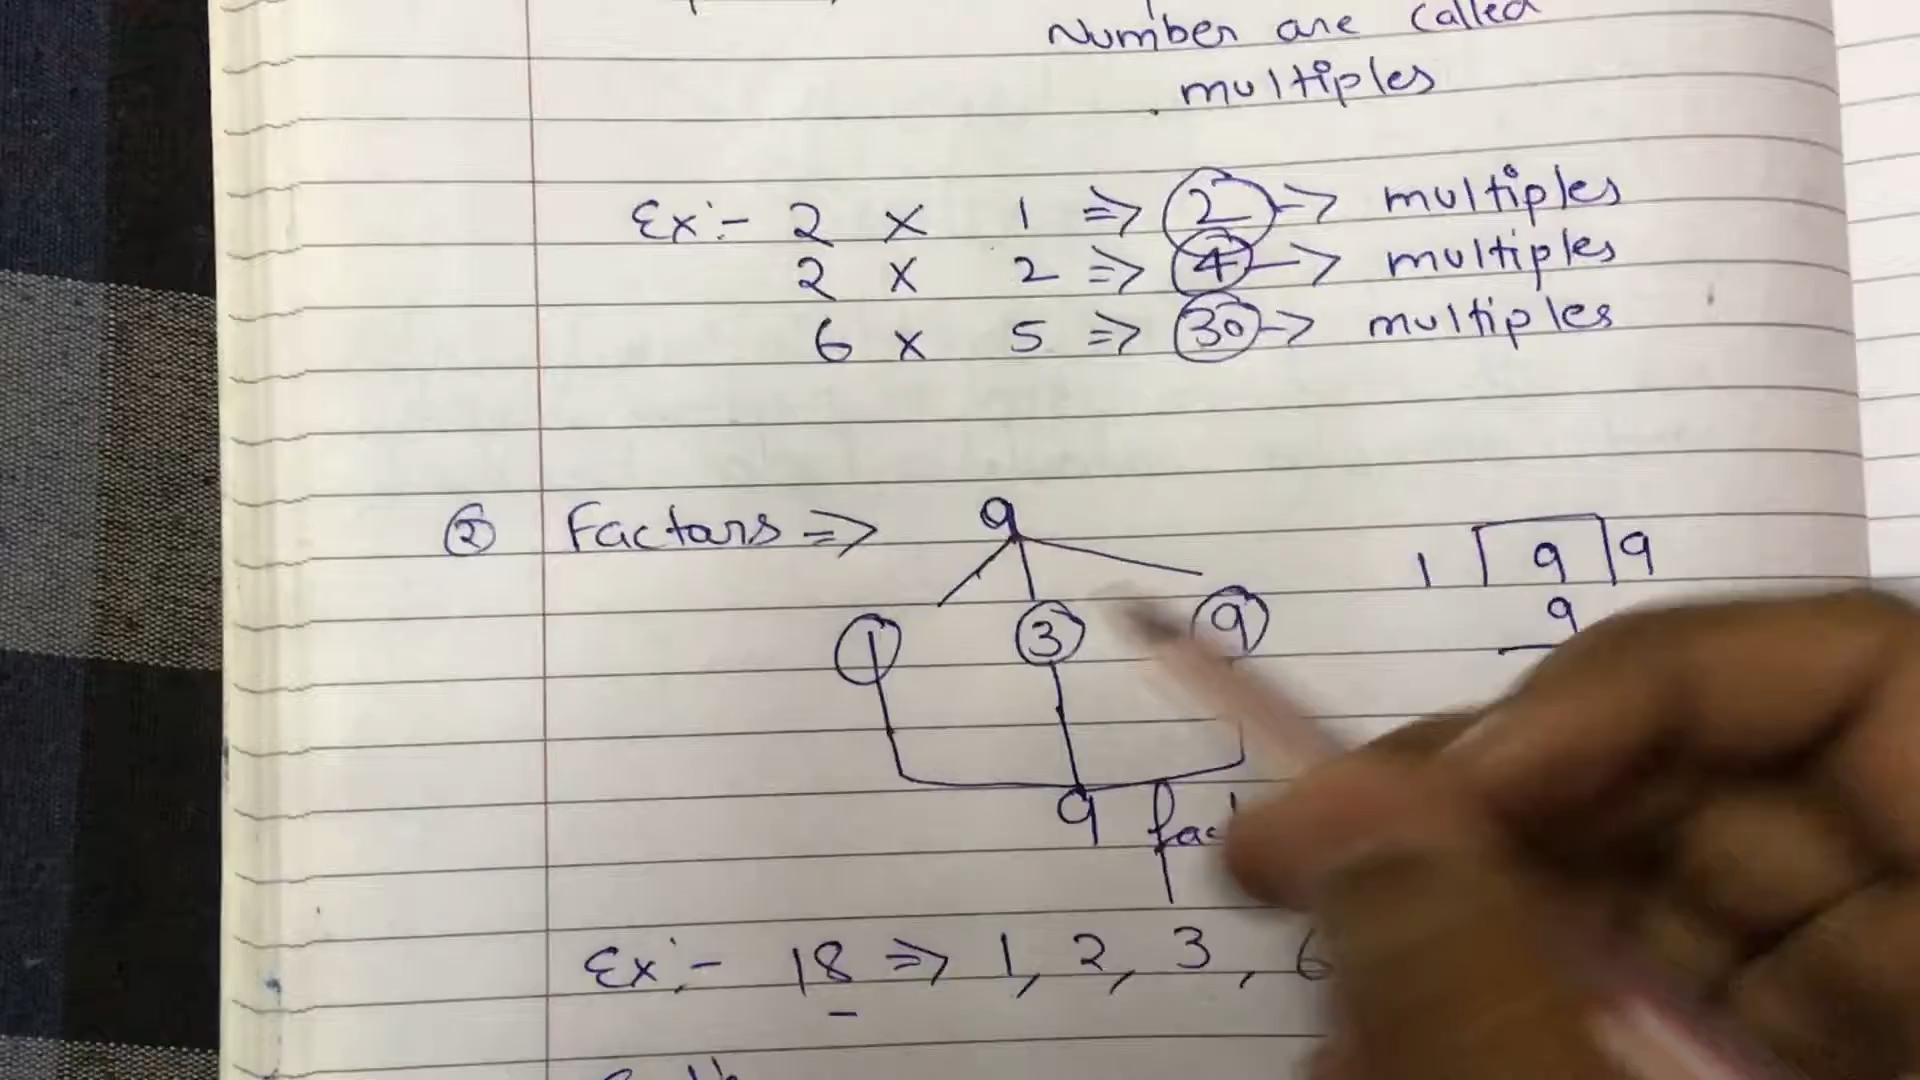 Number are called
multiples
Ex:- 2 x 1 => 2 -> multiples
2 x 2 => 4 -> multiples
6 x 5 => 30 -> multiples
② Factors => 9
1 3 9
1 9 9
9
9
Ex:- 18 => 1, 2, 3, 6